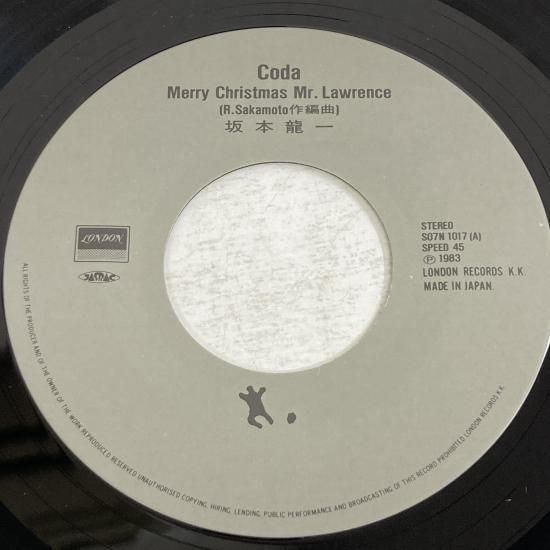 Coda
Merry Christmas Mr. Lawrence
(R.Sakamoto作編曲)
坂本龍一
LONDON
JASRAC
STEREO
S07N 1017 (A)
SPEED 45
Ⓟ 1983
LONDON RECORDS K.K.
MADE IN JAPAN.
ALL RIGHTS OF THE PRODUCER AND OF THE OWNER OF THE WORK REPRODUCED RESERVED UNAUTHORISED COPYING, HIRING, LENDING, PUBLIC PERFORMANCE AND BROADCASTING OF THIS RECORD PROHIBITED LONDON RECORDS K.K.